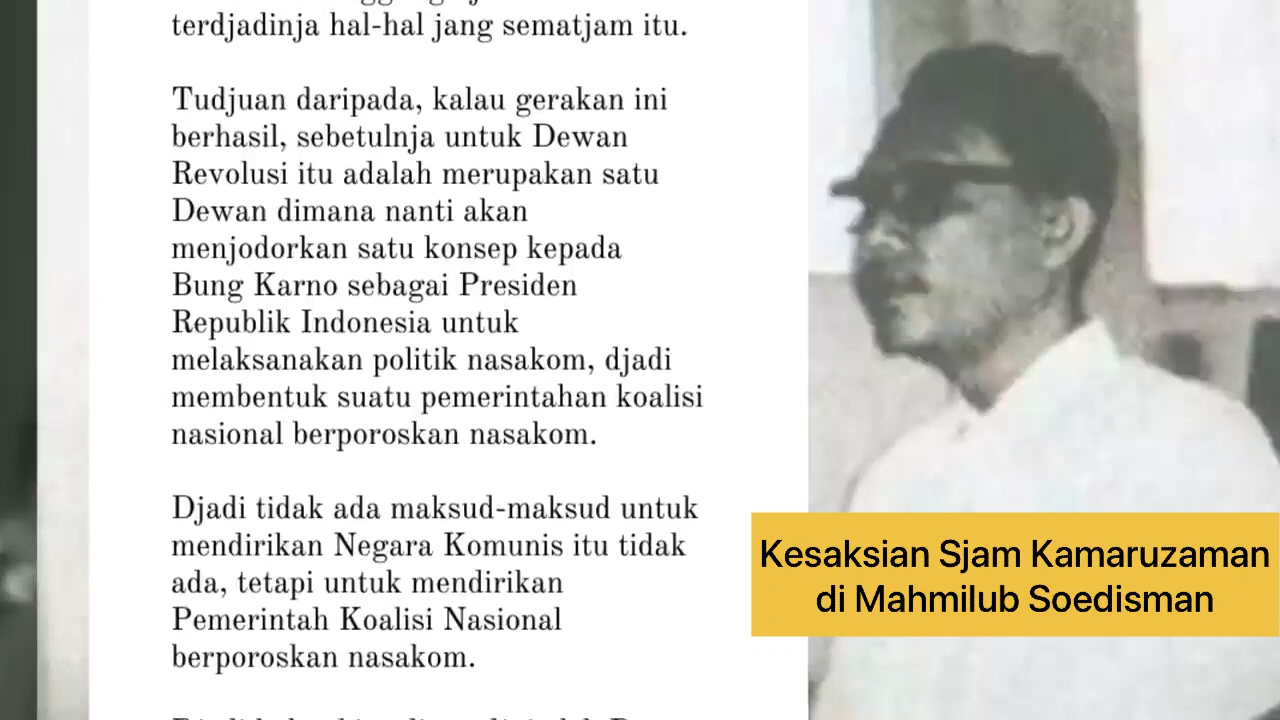 terdjadinja hal-hal jang sematjam itu.
Tudjuan daripada, kalau gerakan ini
berhasil, sebetulnja untuk Dewan
Revolusi itu adalah merupakan satu
Dewan dimana nanti akan
menjodorkan satu konsep kepada
Bung Karno sebagai Presiden
Republik Indonesia untuk
melaksanakan politik nasakom, djadi
membentuk suatu pemerintahan koalisi
nasional berporoskan nasakom.
Djadi tidak ada maksud-maksud untuk
mendirikan Negara Komunis itu tidak
ada, tetapi untuk mendirikan
Pemerintah Koalisi Nasional
berporoskan nasakom.
Kesaksian Sjam Kamaruzaman
di Mahmilub Soedisman